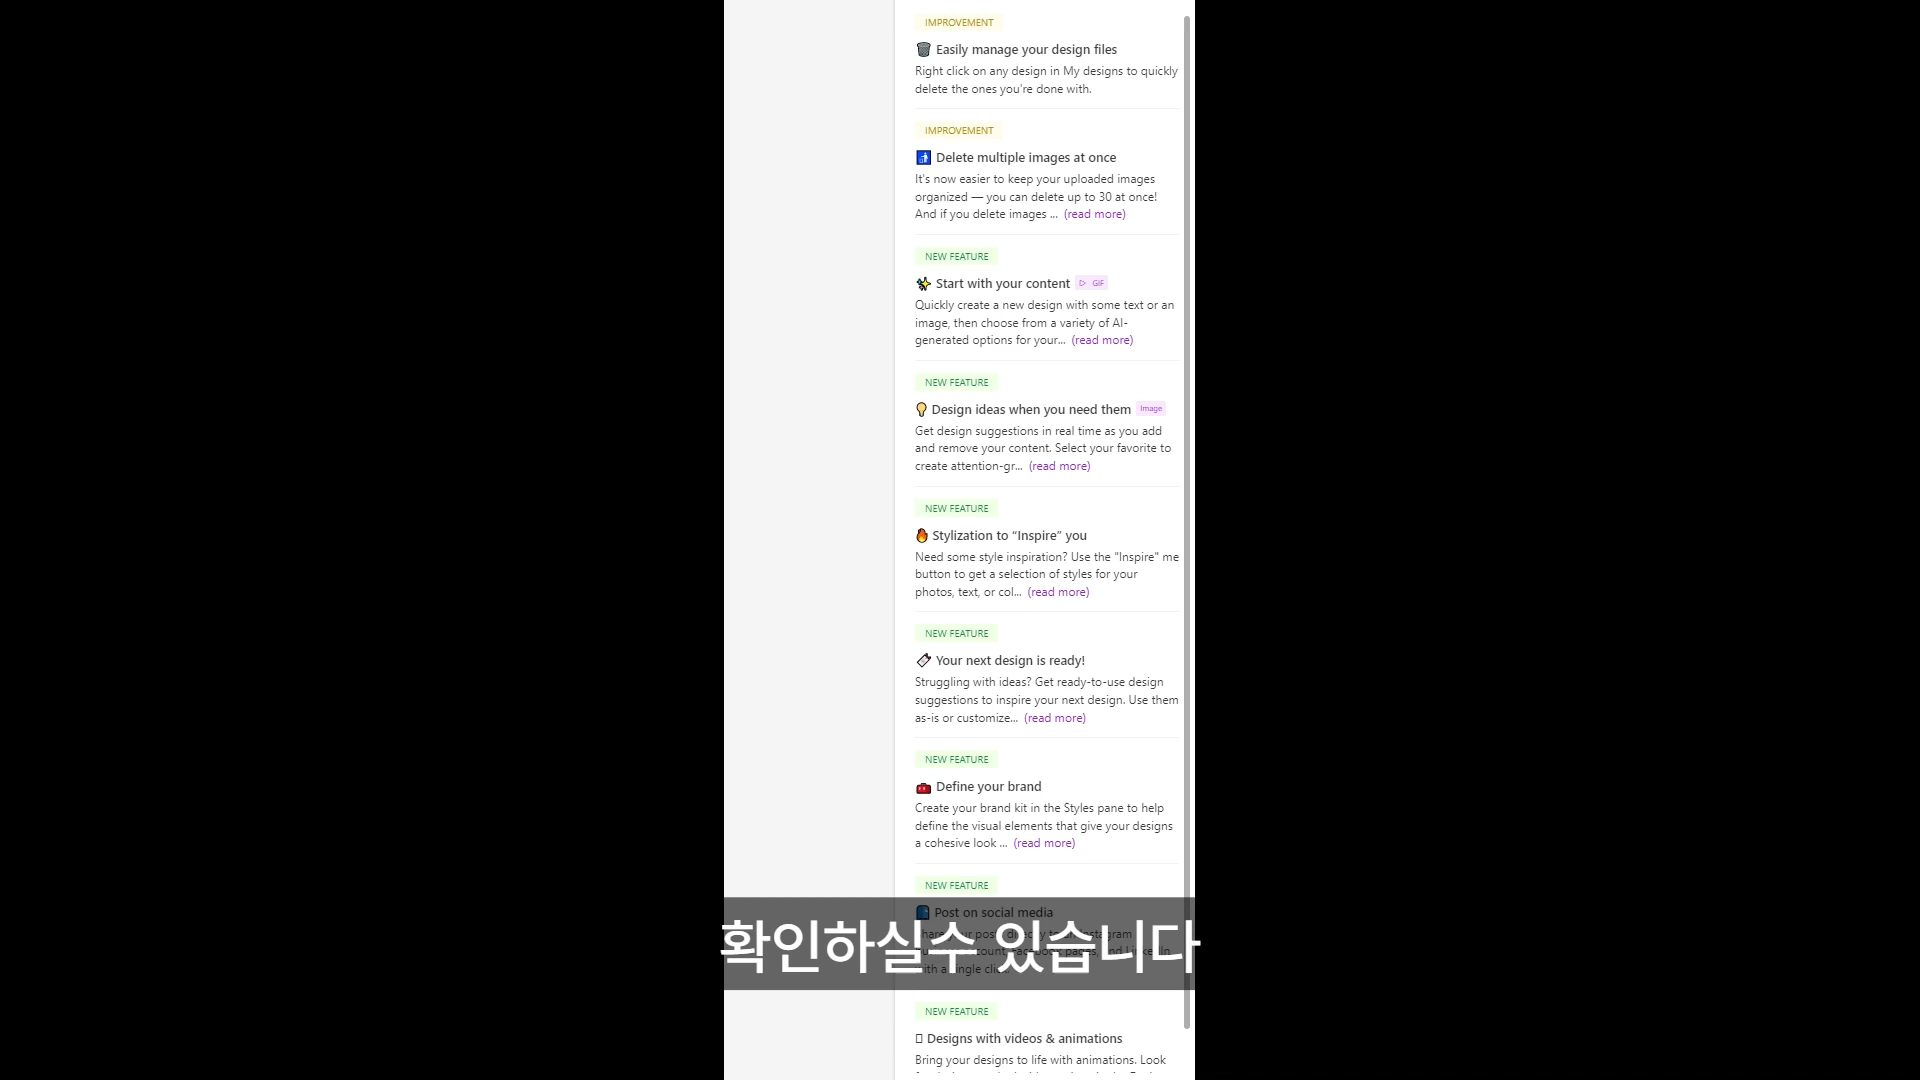 IMPROVEMENT
Easily manage your design files
Right click on any design in My designs to quickly
delete the ones you're done with.
IMPROVEMENT
Delete multiple images at once
It's now easier to keep your uploaded images
organized — you can delete up to 30 at once!
And if you delete images ... (read more)
NEW FEATURE
Start with your content GIF
Quickly create a new design with some text or an
image, then choose from a variety of AI-
generated options for your... (read more)
NEW FEATURE
Design ideas when you need them Image
Get design suggestions in real time as you add
and remove your content. Select your favorite to
create attention-gr... (read more)
NEW FEATURE
Stylization to “Inspire” you
Need some style inspiration? Use the "Inspire" me
button to get a selection of styles for your
photos, text, or col... (read more)
NEW FEATURE
Your next design is ready!
Struggling with ideas? Get ready-to-use design
suggestions to inspire your next design. Use them
as-is or customize... (read more)
NEW FEATURE
Define your brand
Create your brand kit in the Styles pane to help
define the visual elements that give your designs
a cohesive look ... (read more)
NEW FEATURE
Post on social media
확인하실수 있습니다
NEW FEATURE
Designs with videos & animations
Bring your designs to life with animations. Look